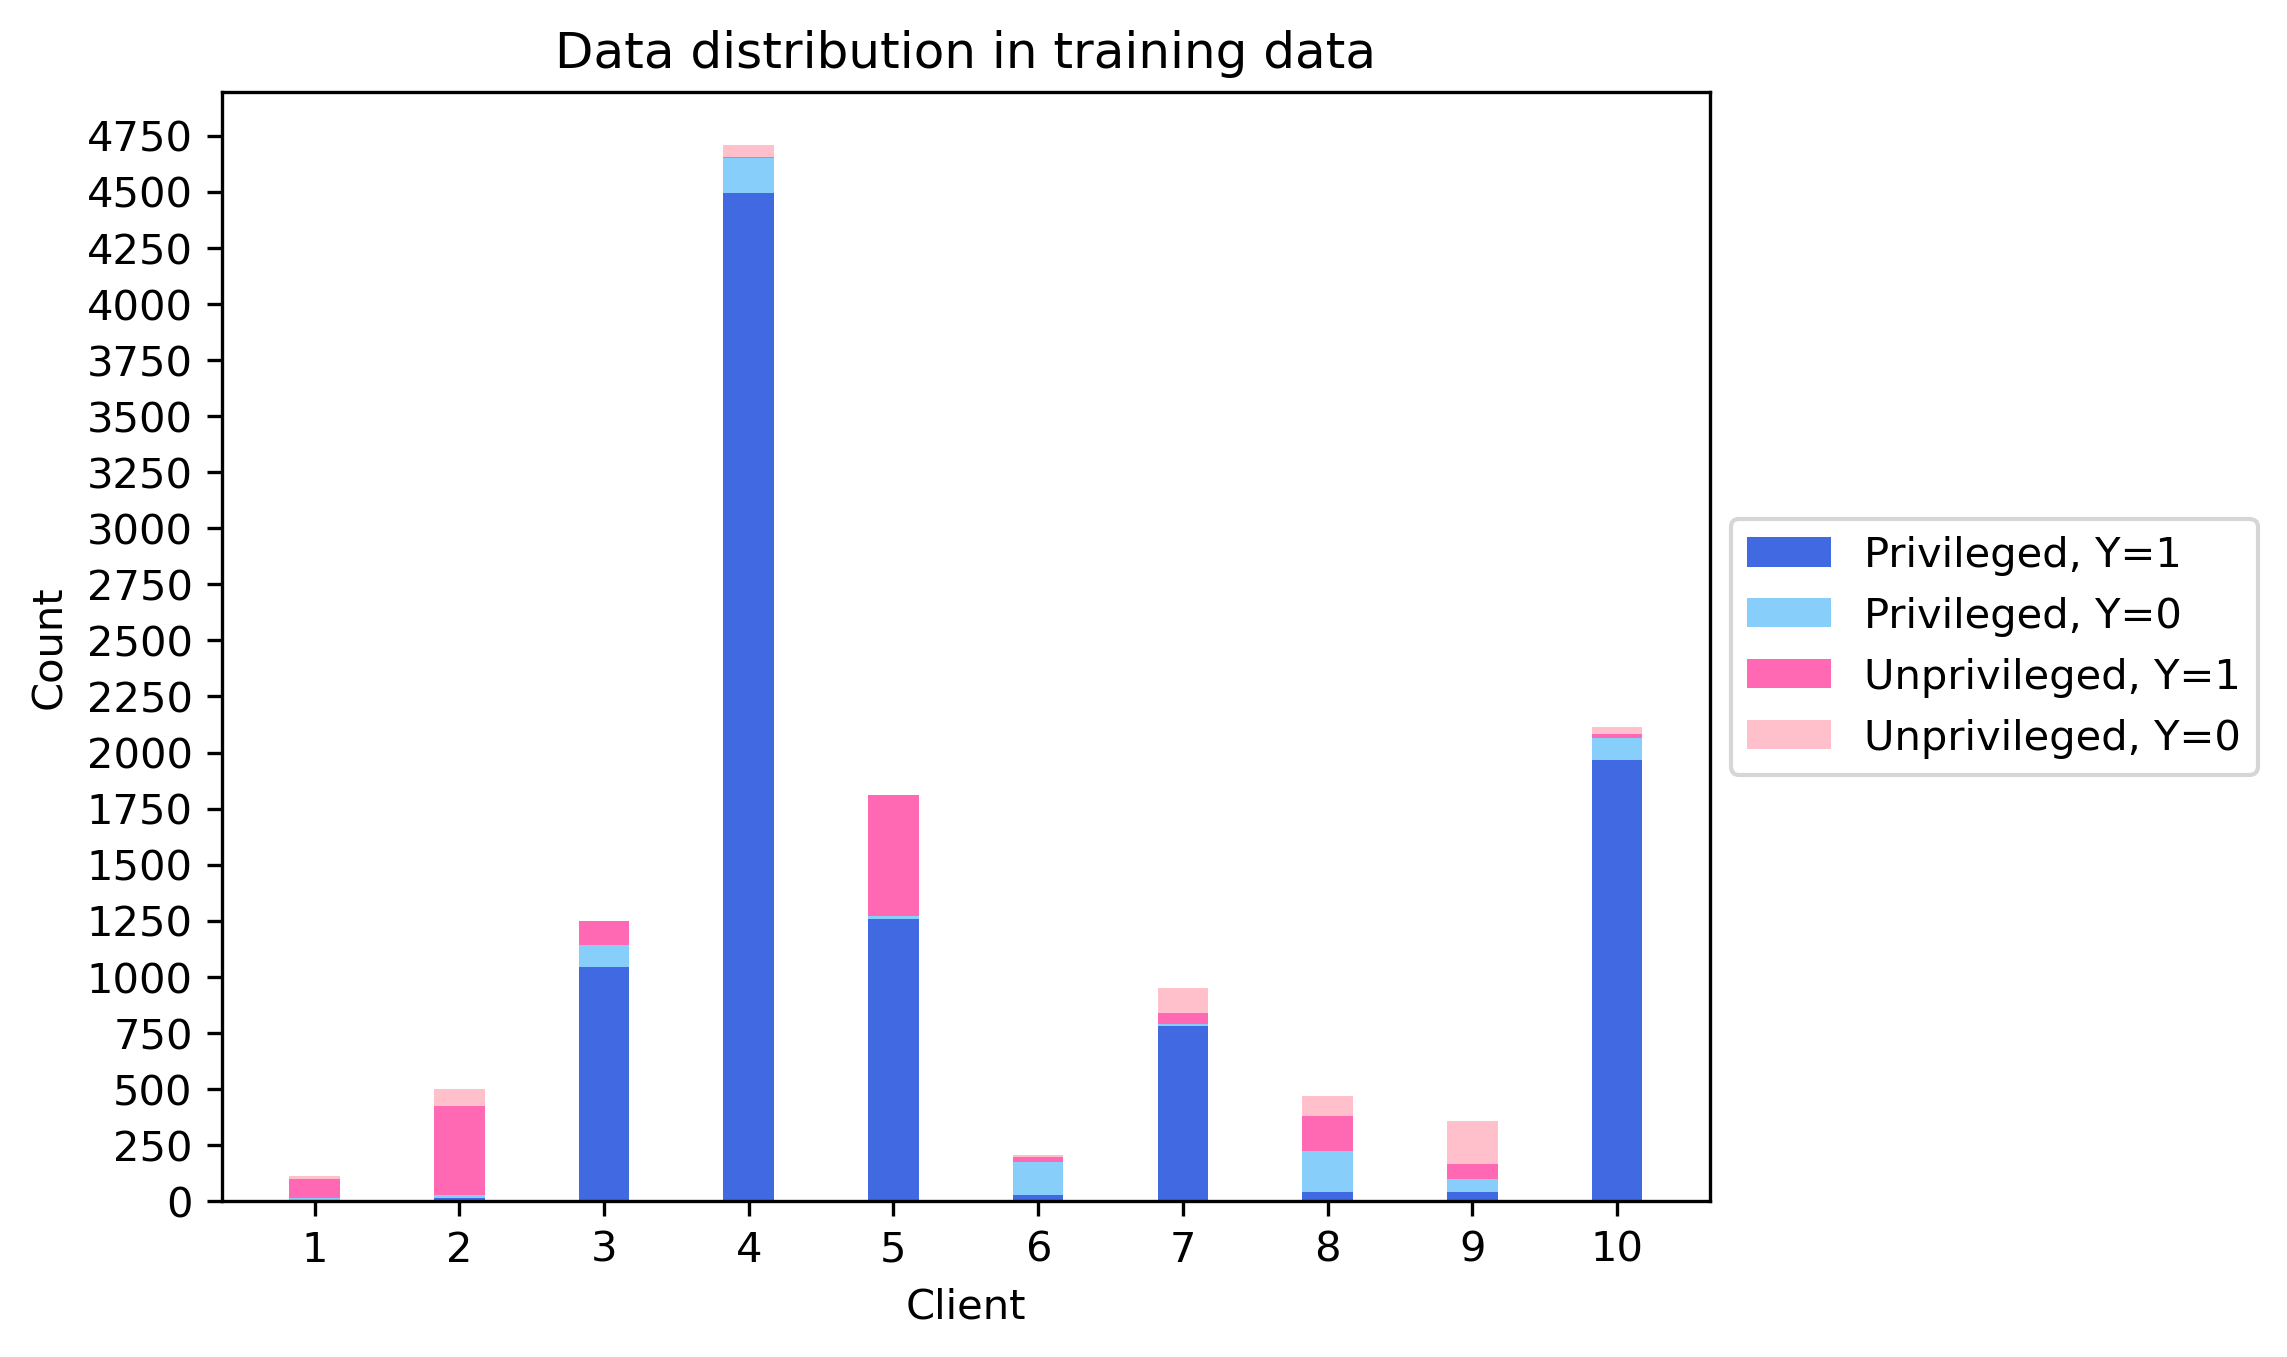 Data distribution in training data
Count
4750
4500
4250
4000
3750
3500
3250
3000
2750
2500
2250
2000
1750
1500
1250
1000
750
500
250
0
1 2 3 4 5 6 7 8 9 10
Client
Privileged, Y=1
Privileged, Y=0
Unprivileged, Y=1
Unprivileged, Y=0